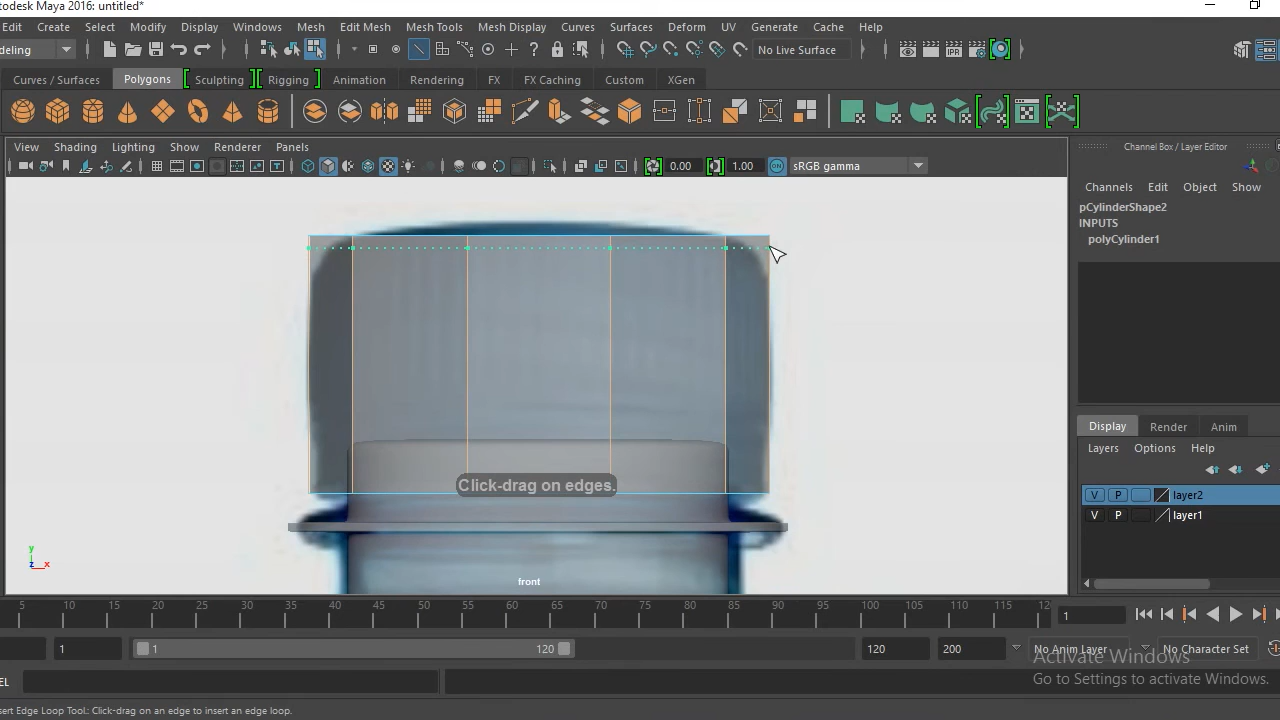 todesk Maya 2016: untitled*
Edit Create Select Modify Display Windows Mesh Edit Mesh Mesh Tools Mesh Display Curves Surfaces Deform UV Generate Cache Help
deling No Live Surface
Curves / Surfaces Polygons Sculpting Rigging Animation Rendering FX FX Caching Custom XGen
View Shading Lighting Show Renderer Panels
0.00 1.00 ON sRGB gamma
Channel Box / Layer Editor
Channels Edit Object Show
pCylinderShape2
INPUTS
polyCylinder1
Click-drag on edges.
front
y
z x
Display Render Anim
Layers Options Help
V P layer2
V P layer1
5 10 15 20 25 30 35 40 45 50 55 60 65 70 75 80 85 90 95 100 105 110 115 12
1
1 1 120 120 200 No Anim Layer No Character Set
EL
Activate Windows
Go to Settings to activate Windows.
sert Edge Loop Tool: Click-drag on an edge to insert an edge loop.